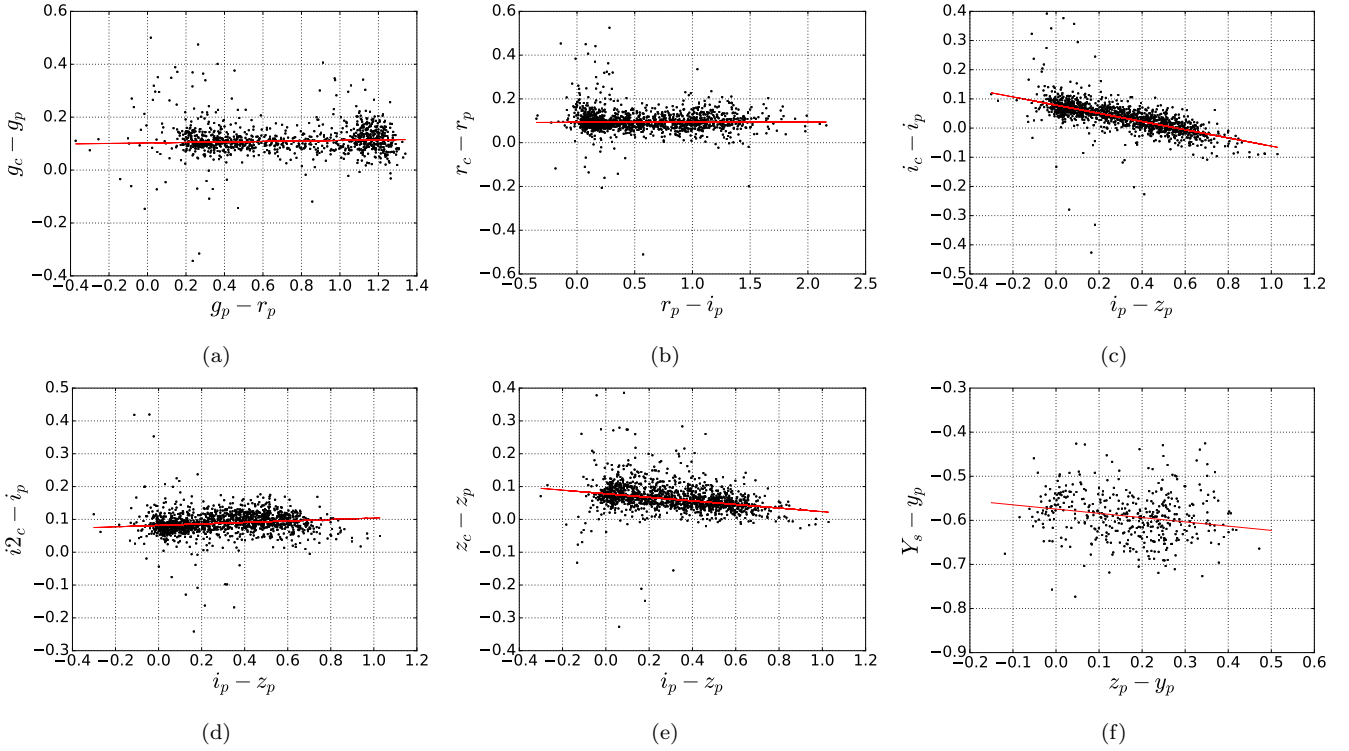 0.6
0.4
0.2
0.0
−0.2
−0.4
−0.4 −0.2 0.0 0.2 0.4 0.6 0.8 1.0 1.2 1.4
g_c − g_p
g_p − r_p
(a)
0.6
0.4
0.2
0.0
−0.2
−0.4
−0.6
−0.5 0.0 0.5 1.0 1.5 2.0 2.5
r_c − r_p
r_p − i_p
(b)
0.4
0.3
0.2
0.1
0.0
−0.1
−0.2
−0.3
−0.4
−0.5
−0.4 −0.2 0.0 0.2 0.4 0.6 0.8 1.0 1.2
i_c − i_p
i_p − z_p
(c)
0.5
0.4
0.3
0.2
0.1
0.0
−0.1
−0.2
−0.3
−0.4 −0.2 0.0 0.2 0.4 0.6 0.8 1.0 1.2
i2_c − i_p
i_p − z_p
(d)
0.4
0.3
0.2
0.1
0.0
−0.1
−0.2
−0.3
−0.4
−0.4 −0.2 0.0 0.2 0.4 0.6 0.8 1.0 1.2
z_c − z_p
i_p − z_p
(e)
−0.3
−0.4
−0.5
−0.6
−0.7
−0.8
−0.9
−0.2 −0.1 0.0 0.1 0.2 0.3 0.4 0.5 0.6
Y_s − y_p
z_p − y_p
(f)